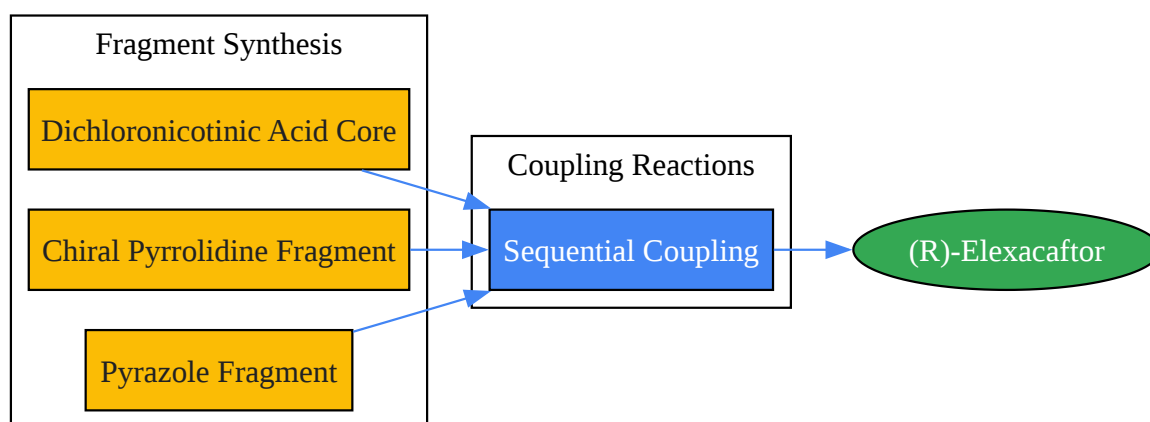 Fragment Synthesis
Dichloronicotinic Acid Core
Chiral Pyrrolidine Fragment
Pyrazole Fragment
Coupling Reactions
Sequential Coupling
(R)-Elexacaftor